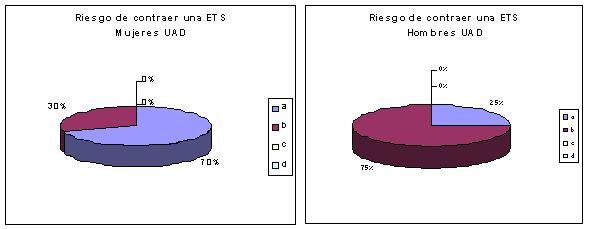 Riesgo de contraer una ETS
Mujeres UAD
0%
0%
30%
70%
a
b
c
d
Riesgo de contraer una ETS
Hombres UAD
0%
0%
25%
75%
a
b
c
d